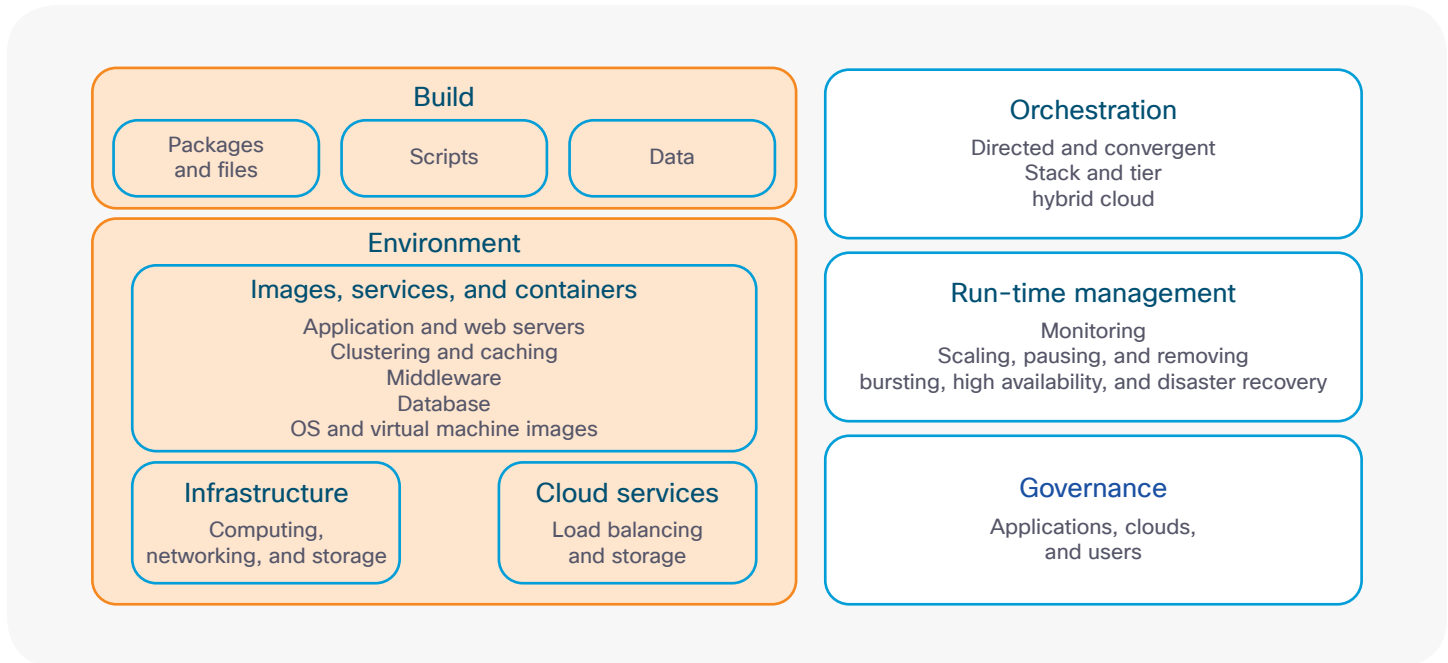 Build
Packages
and files
Scripts
Data
Environment
Images, services, and containers
Application and web servers
Clustering and caching
Middleware
Database
OS and virtual machine images
Infrastructure
Computing,
networking, and storage
Cloud services
Load balancing
and storage
Orchestration
Directed and convergent
Stack and tier
hybrid cloud
Run-time management
Monitoring
Scaling, pausing, and removing
bursting, high availability, and disaster recovery
Governance
Applications, clouds,
and users